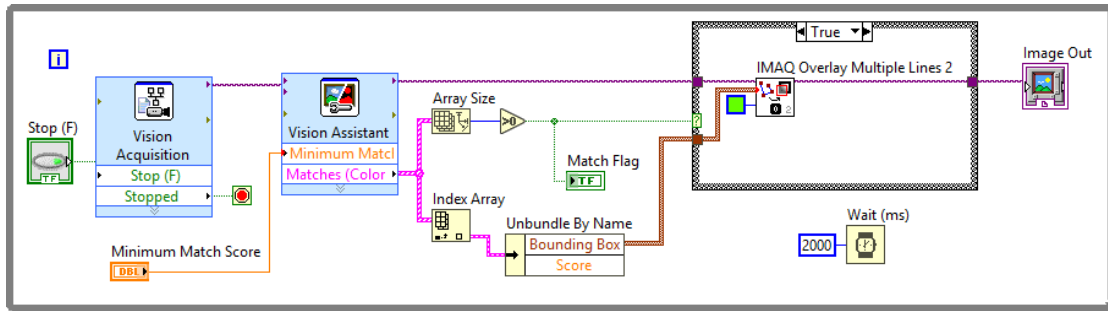 True
Image Out
IMAQ Overlay Multiple Lines 2
i
Array Size
Stop (F)
Vision
Acquisition
Vision Assistant
>0
?
2
TF
Stop (F)
Stopped
Minimum Matcl
Matches (Color
Match Flag
TF
Index Array
Unbundle By Name
Bounding Box
Score
Wait (ms)
2000
Minimum Match Score
DBL